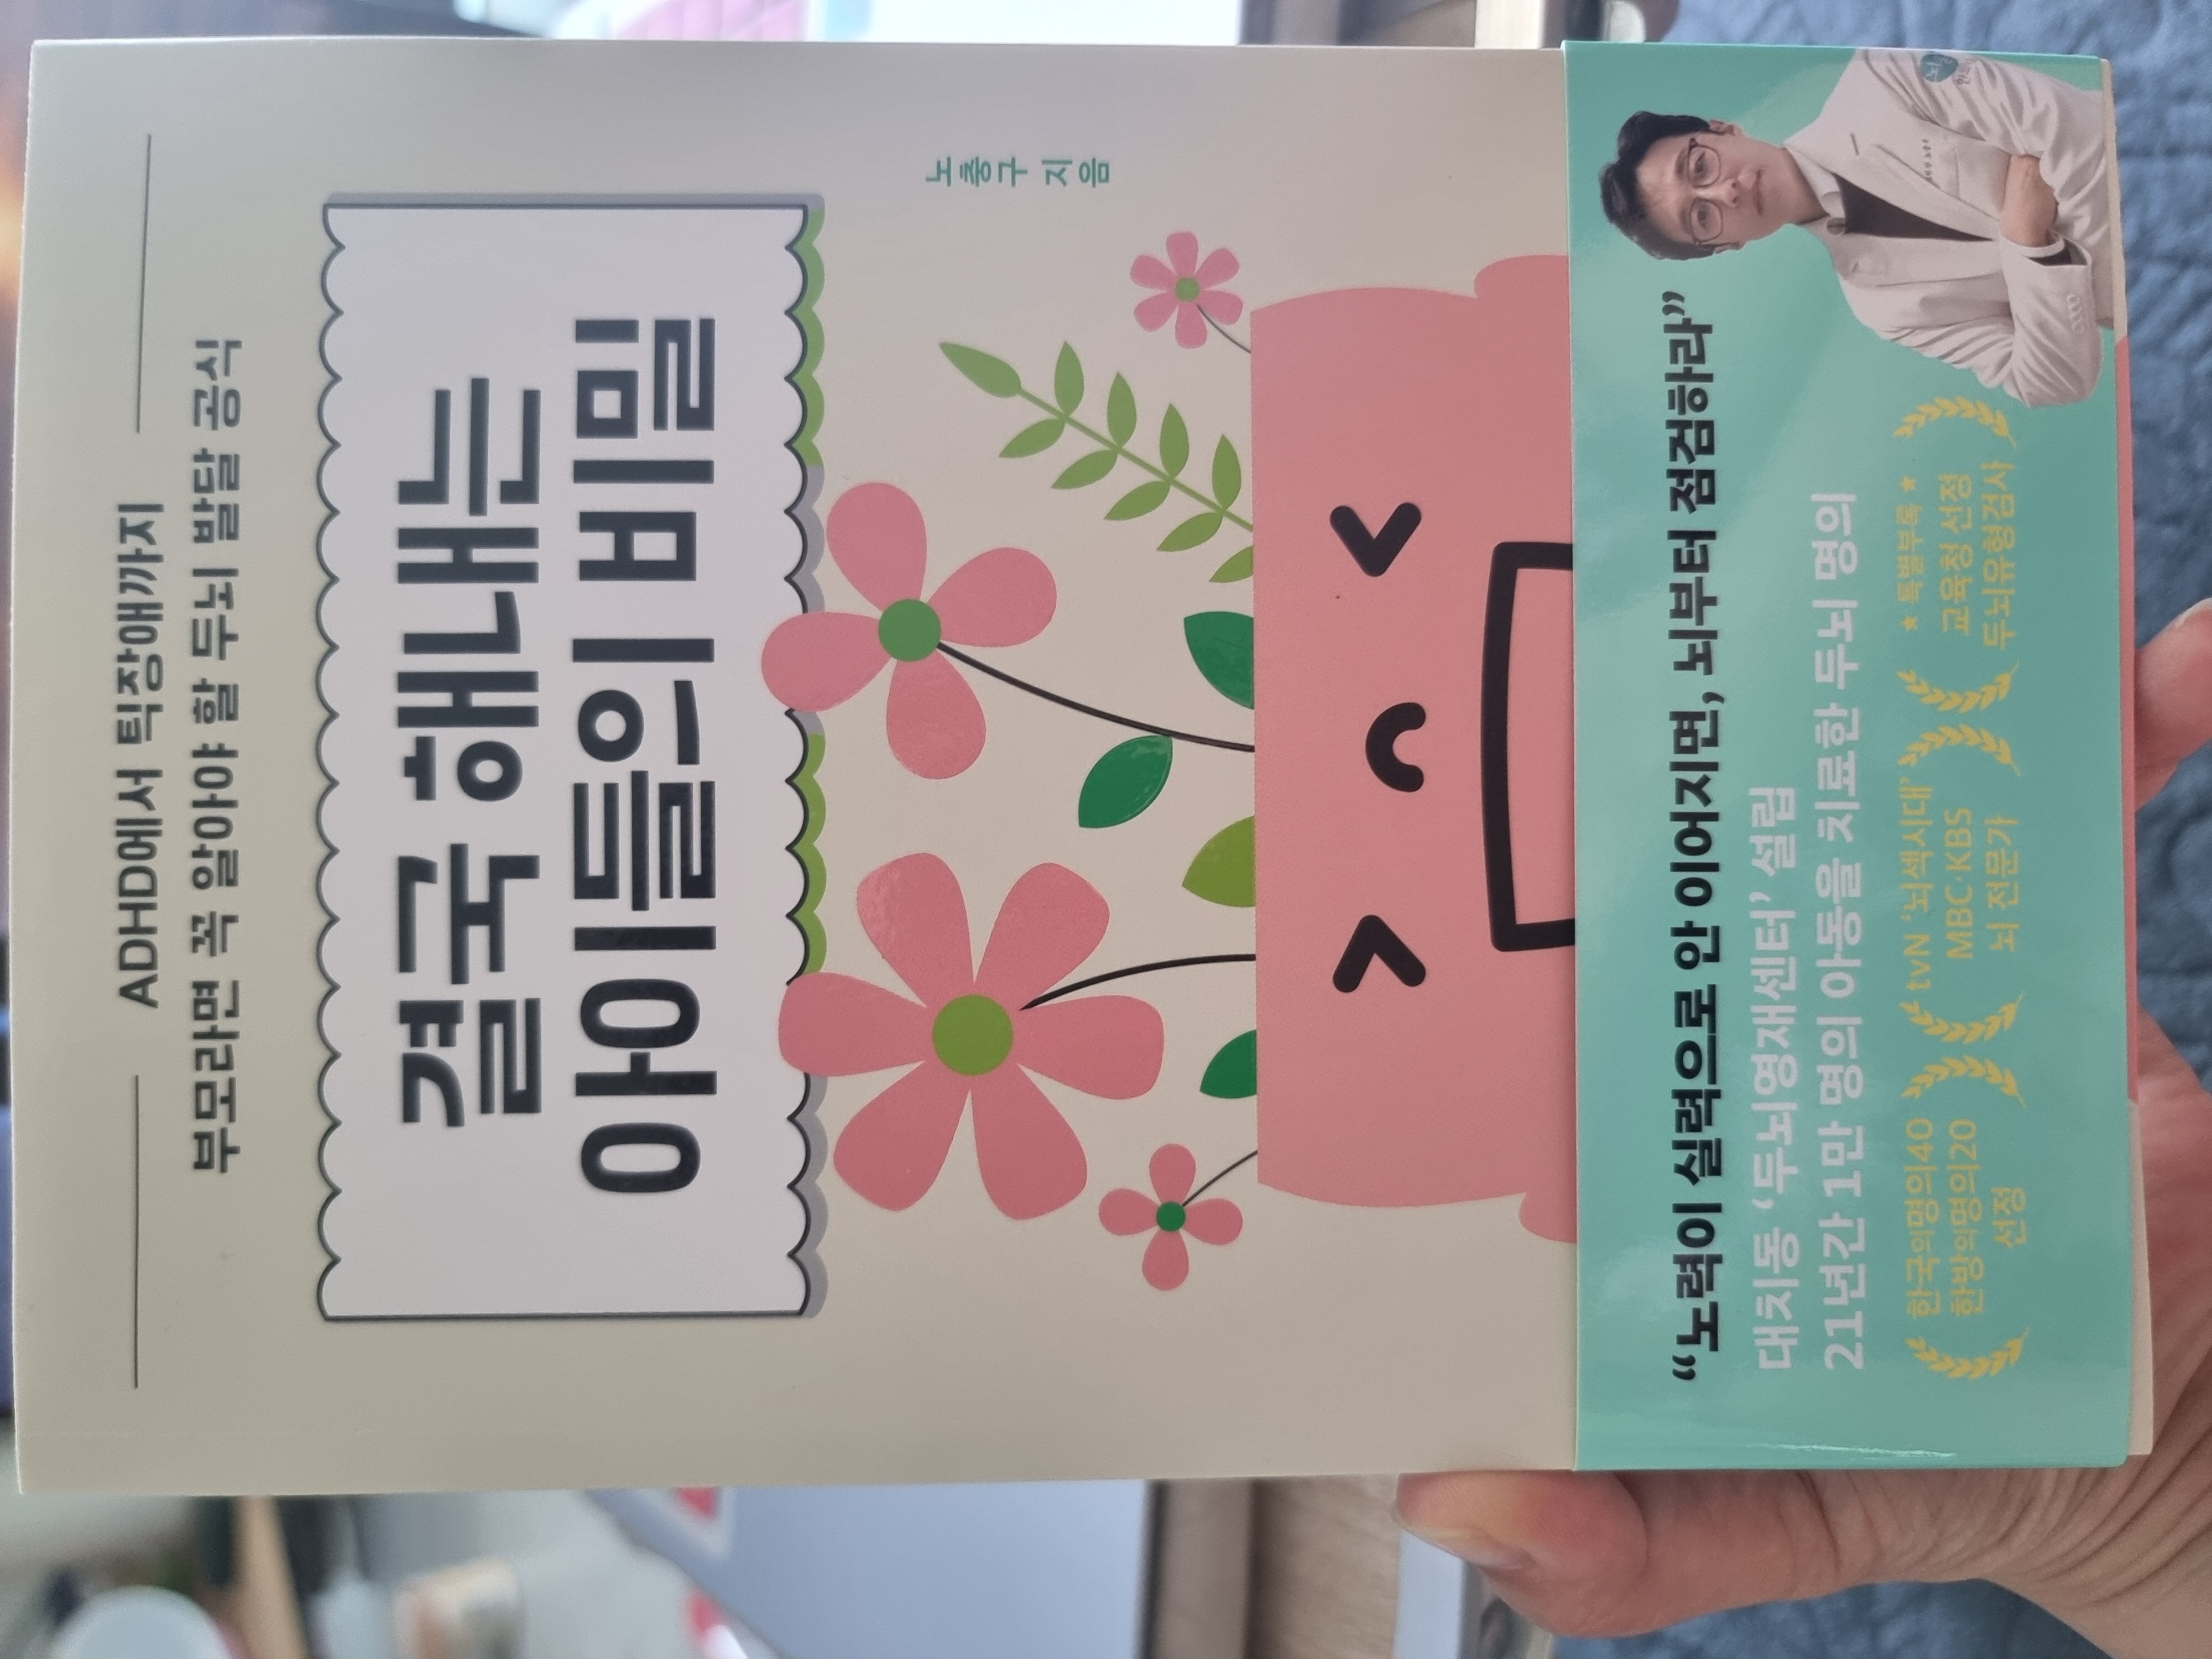 ADHD에서 틱장애까지
부모라면 꼭 알아야 할 두뇌 발달 공식
결국 해내는
아이들의 비밀
노충구 지음
“노력이 실력으로 안 이어지면, 뇌부터 점검하라”
대치동 ‘두뇌영재센터’ 설립
21년간 1만 명의 아동을 치료한 두뇌 명의
한국의명의40
한방의명의20
선정
tvN ‘뇌섹시대’
MBC·KBS
뇌 전문가
★ 특별부록 ★
교육청 선정
두뇌유형검사